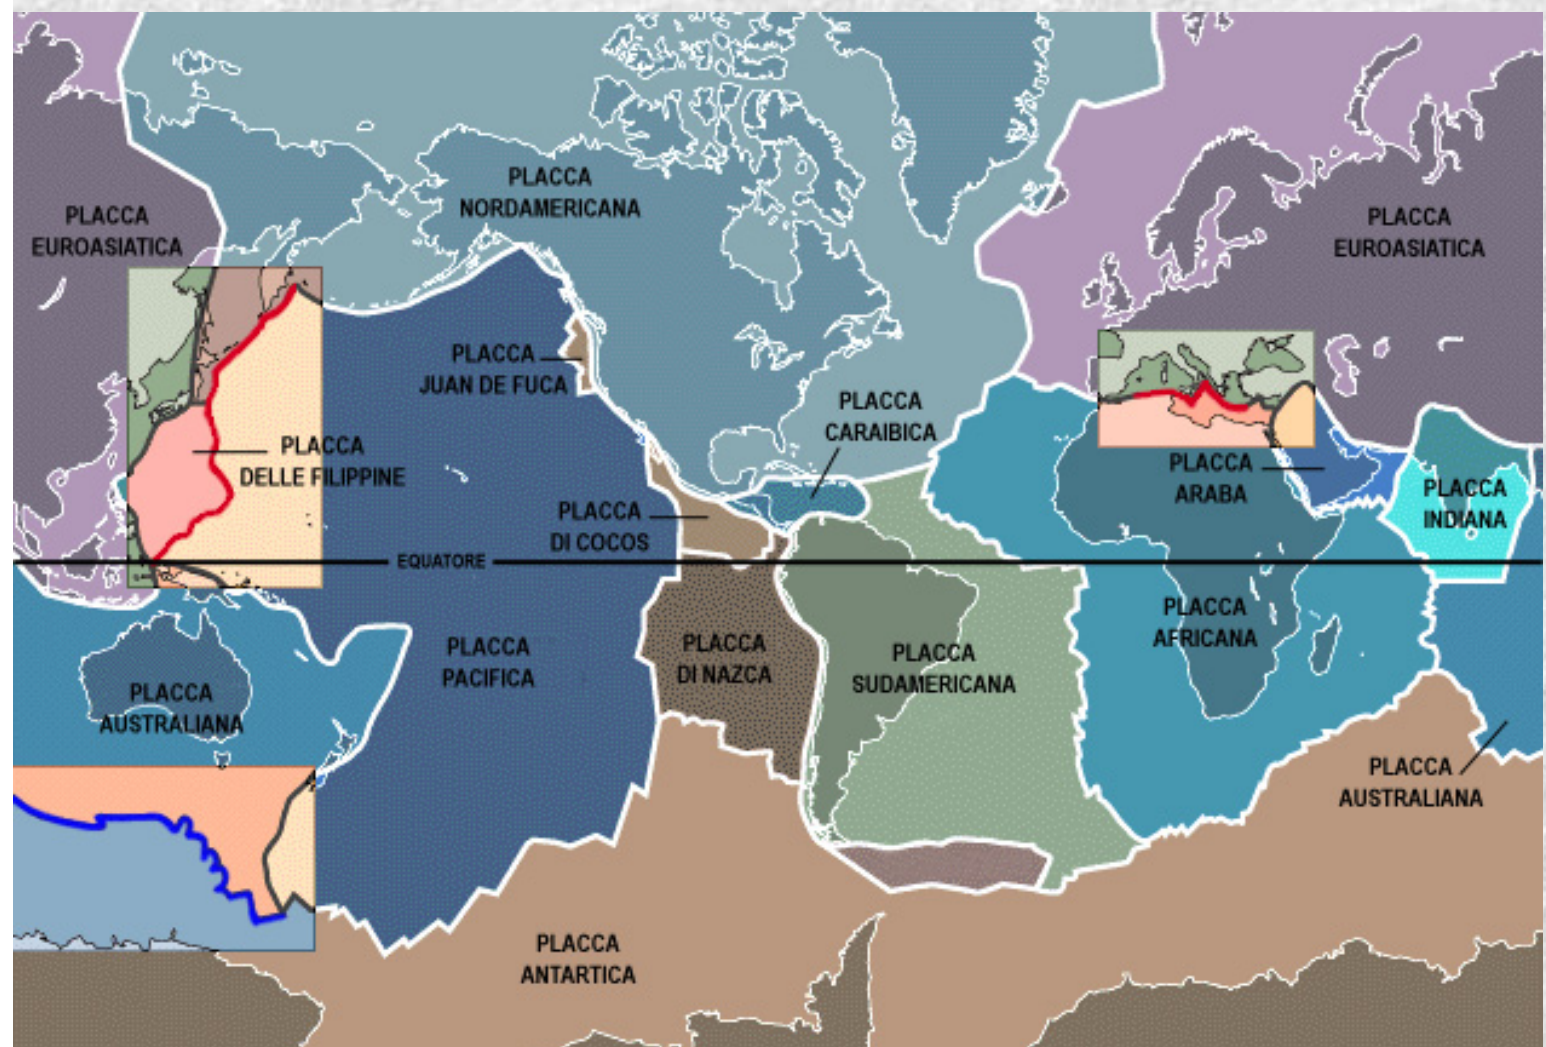 PLACCA
NORDAMERICANA
PLACCA
EUROASIATICA
PLACCA
EUROASIATICA
PLACCA
JUAN DE FUCA
PLACCA
CARAIBICA
PLACCA
DELLE FILIPPINE
PLACCA
ARABA
PLACCA
INDIANA
PLACCA
DI COCOS
EQUATORE
PLACCA
AFRICANA
PLACCA
PACIFICA
PLACCA
DI NAZCA
PLACCA
SUDAMERICANA
PLACCA
AUSTRALIANA
PLACCA
AUSTRALIANA
PLACCA
ANTARTICA